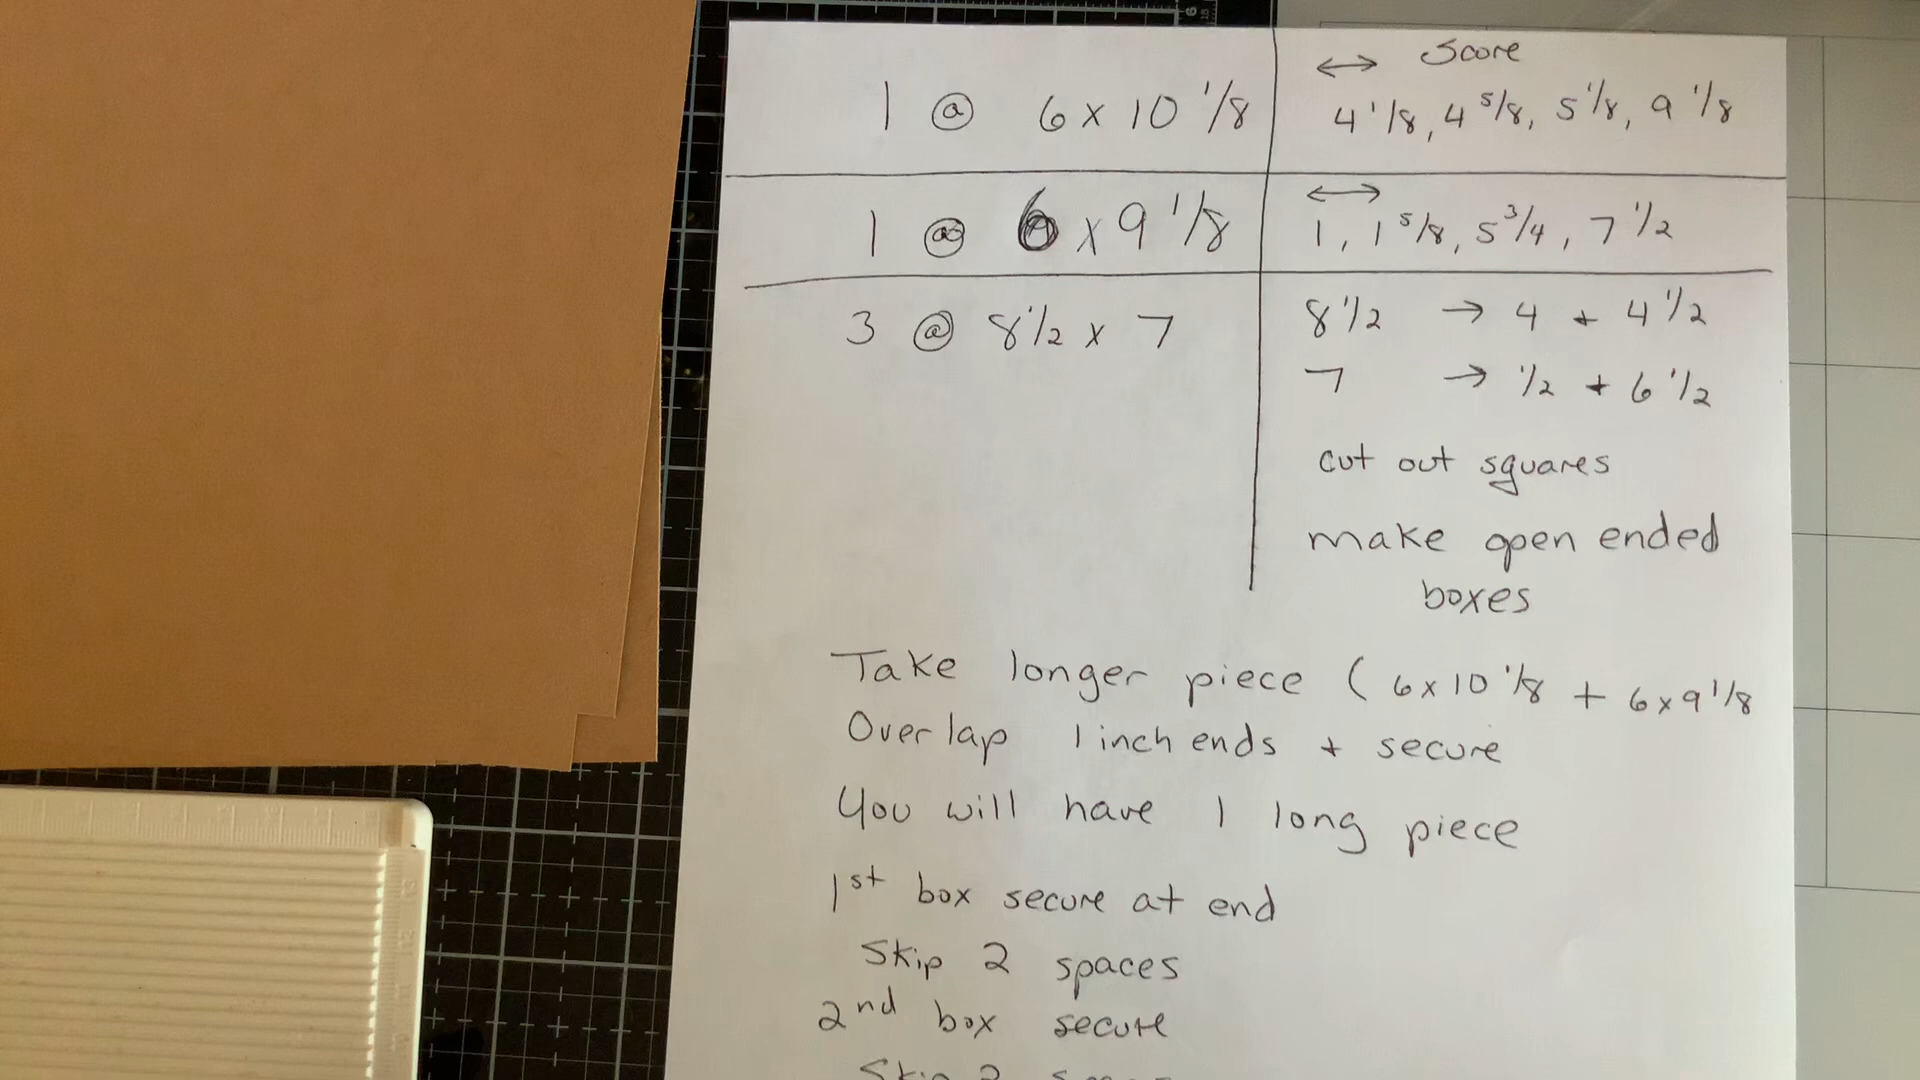 ↔ Score
1 @ 6 x 10 1/8 4 1/8, 4 5/8, 5 1/8, 9 1/8
↔
1 @ 6 x 9 1/8 1, 1 5/8, 5 3/4, 7 1/2
3 @ 8 1/2 x 7 8 1/2 → 4 + 4 1/2
7 → 1/2 + 6 1/2
cut out squares
make open ended
boxes
Take longer piece ( 6 x 10 1/8 + 6 x 9 1/8
Overlap 1 inch ends + secure
You will have 1 long piece
1st box secure at end
Skip 2 spaces
2nd box secure
Skip 2